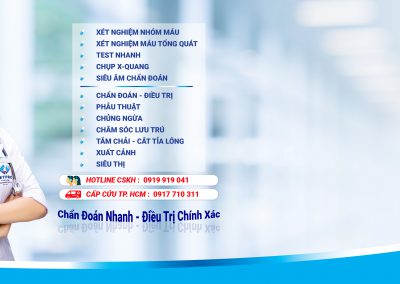 XÉT NGHIỆM NHÓM MÁU
XÉT NGHIỆM MÁU TỔNG QUÁT
TEST NHANH
CHỤP X-QUANG
SIÊU ÂM CHẨN ĐOÁN
CHẨN ĐOÁN - ĐIỀU TRỊ
PHẪU THUẬT
CHỦNG NGỪA
CHĂM SÓC LƯU TRÚ
TẮM CHẢI - CẮT TỈA LÔNG
XUẤT CẢNH
SIÊU THỊ
HOTLINE CSKH : 0919 919 041
CẤP CỨU TP. HCM : 0917 710 311
Chẩn Đoán Nhanh - Điều Trị Chính Xác